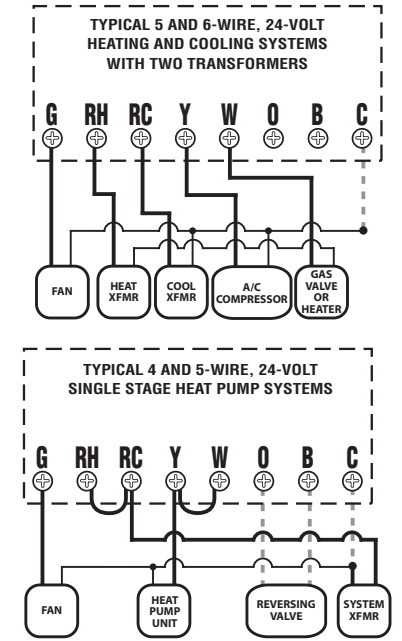 TYPICAL 5 AND 6-WIRE, 24-VOLT
HEATING AND COOLING SYSTEMS
WITH TWO TRANSFORMERS
G RH RC Y W O B C
FAN
HEAT
XFMR
COOL
XFMR
A/C
COMPRESSOR
GAS
VALVE
OR
HEATER
TYPICAL 4 AND 5-WIRE, 24-VOLT
SINGLE STAGE HEAT PUMP SYSTEMS
G RH RC Y W O B C
FAN
HEAT
PUMP
UNIT
REVERSING
VALVE
SYSTEM
XFMR